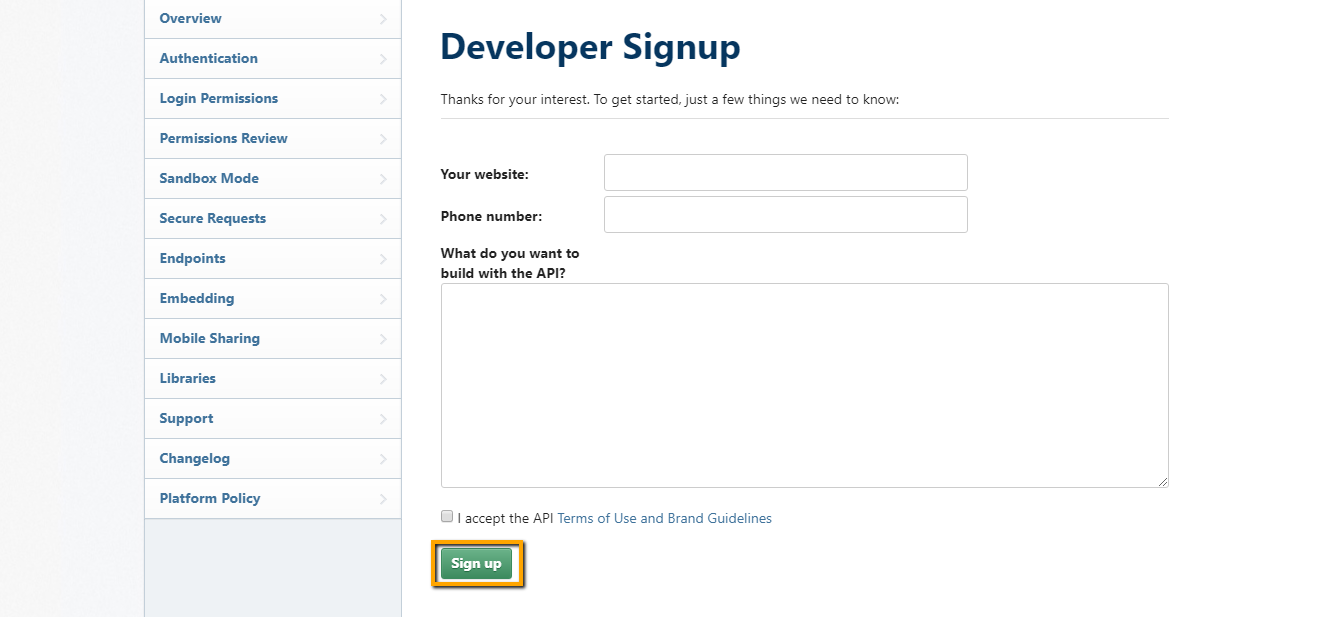 Overview
Authentication
Login Permissions
Permissions Review
Sandbox Mode
Secure Requests
Endpoints
Embedding
Mobile Sharing
Libraries
Support
Changelog
Platform Policy
Developer Signup
Thanks for your interest. To get started, just a few things we need to know:
Your website:
Phone number:
What do you want to
build with the API?
I accept the API Terms of Use and Brand Guidelines
Sign up